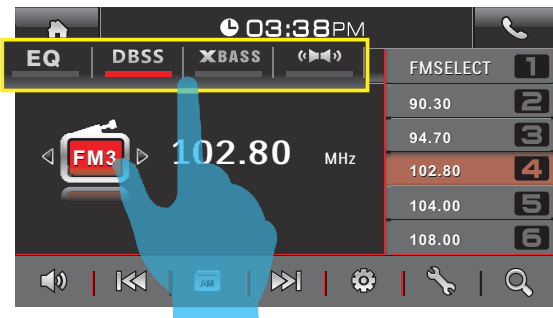 03:38PM
EQ DBSS XBASS
FMSELECT 1
90.30 2
94.70 3
FM3 102.80 MHz
102.80 4
104.00 5
108.00 6